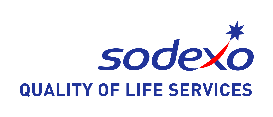 sodexo
QUALITY OF LIFE SERVICES